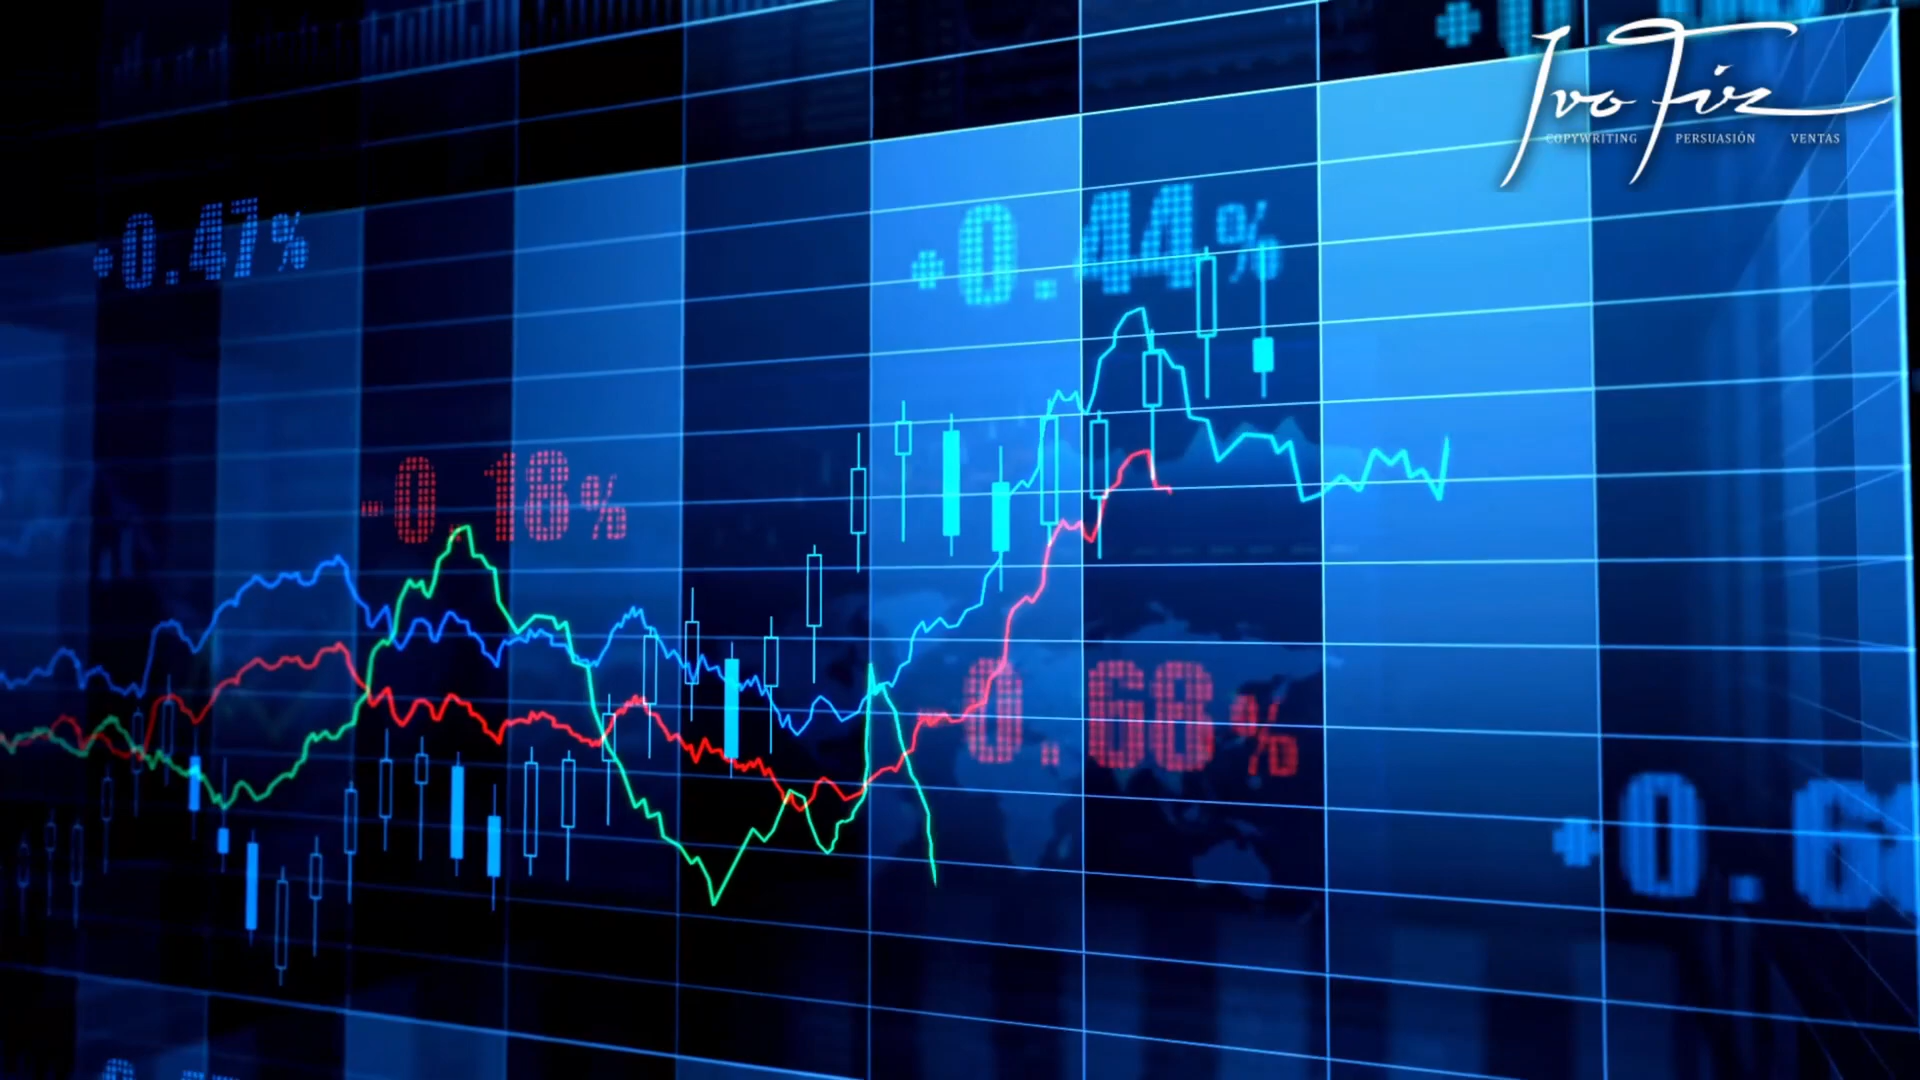 Ivo Fiz
COPYWRITING PERSUASIÓN VENTAS
+0.47%
+0.44%
-0.18%
-0.68%